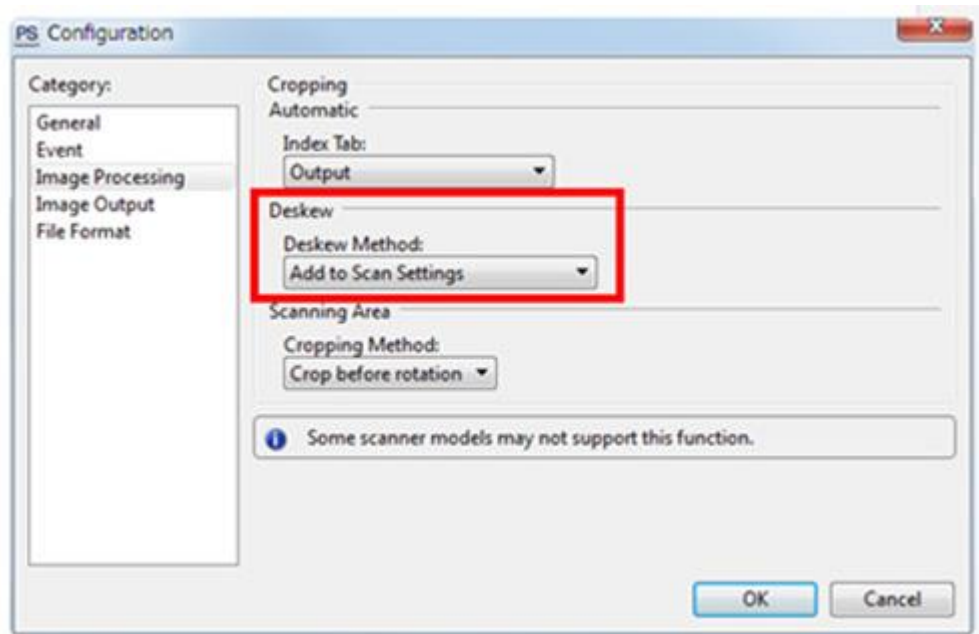 PS Configuration
Category:
General
Event
Image Processing
Image Output
File Format
Cropping
Automatic
Index Tab:
Output
Deskew
Deskew Method:
Add to Scan Settings
Scanning Area
Cropping Method:
Crop before rotation
Some scanner models may not support this function.
OK Cancel